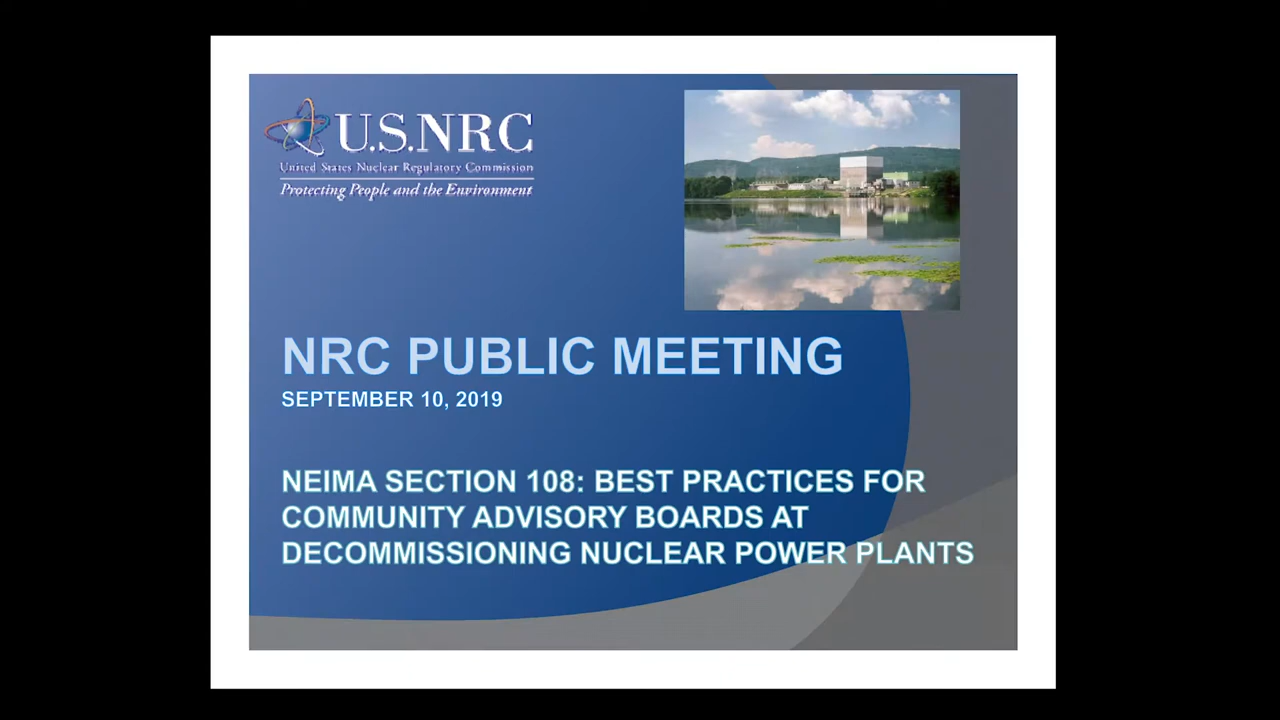 U.S.NRC
United States Nuclear Regulatory Commission
Protecting People and the Environment
NRC PUBLIC MEETING
SEPTEMBER 10, 2019
NEIMA SECTION 108: BEST PRACTICES FOR
COMMUNITY ADVISORY BOARDS AT
DECOMMISSIONING NUCLEAR POWER PLANTS